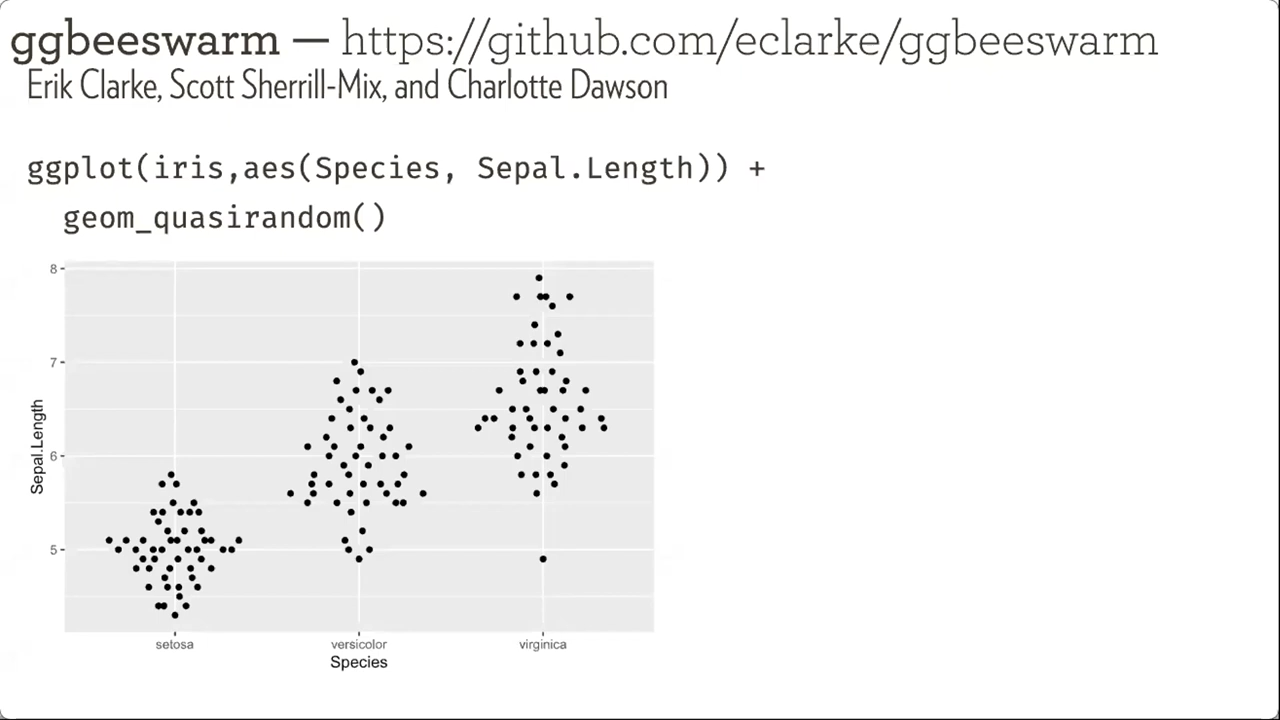 ggbeeswarm — https://github.com/eclarke/ggbeeswarm
Erik Clarke, Scott Sherrill-Mix, and Charlotte Dawson
ggplot(iris,aes(Species, Sepal.Length)) +
geom_quasirandom()
8
7
6
5
Sepal.Length
setosa
versicolor
virginica
Species